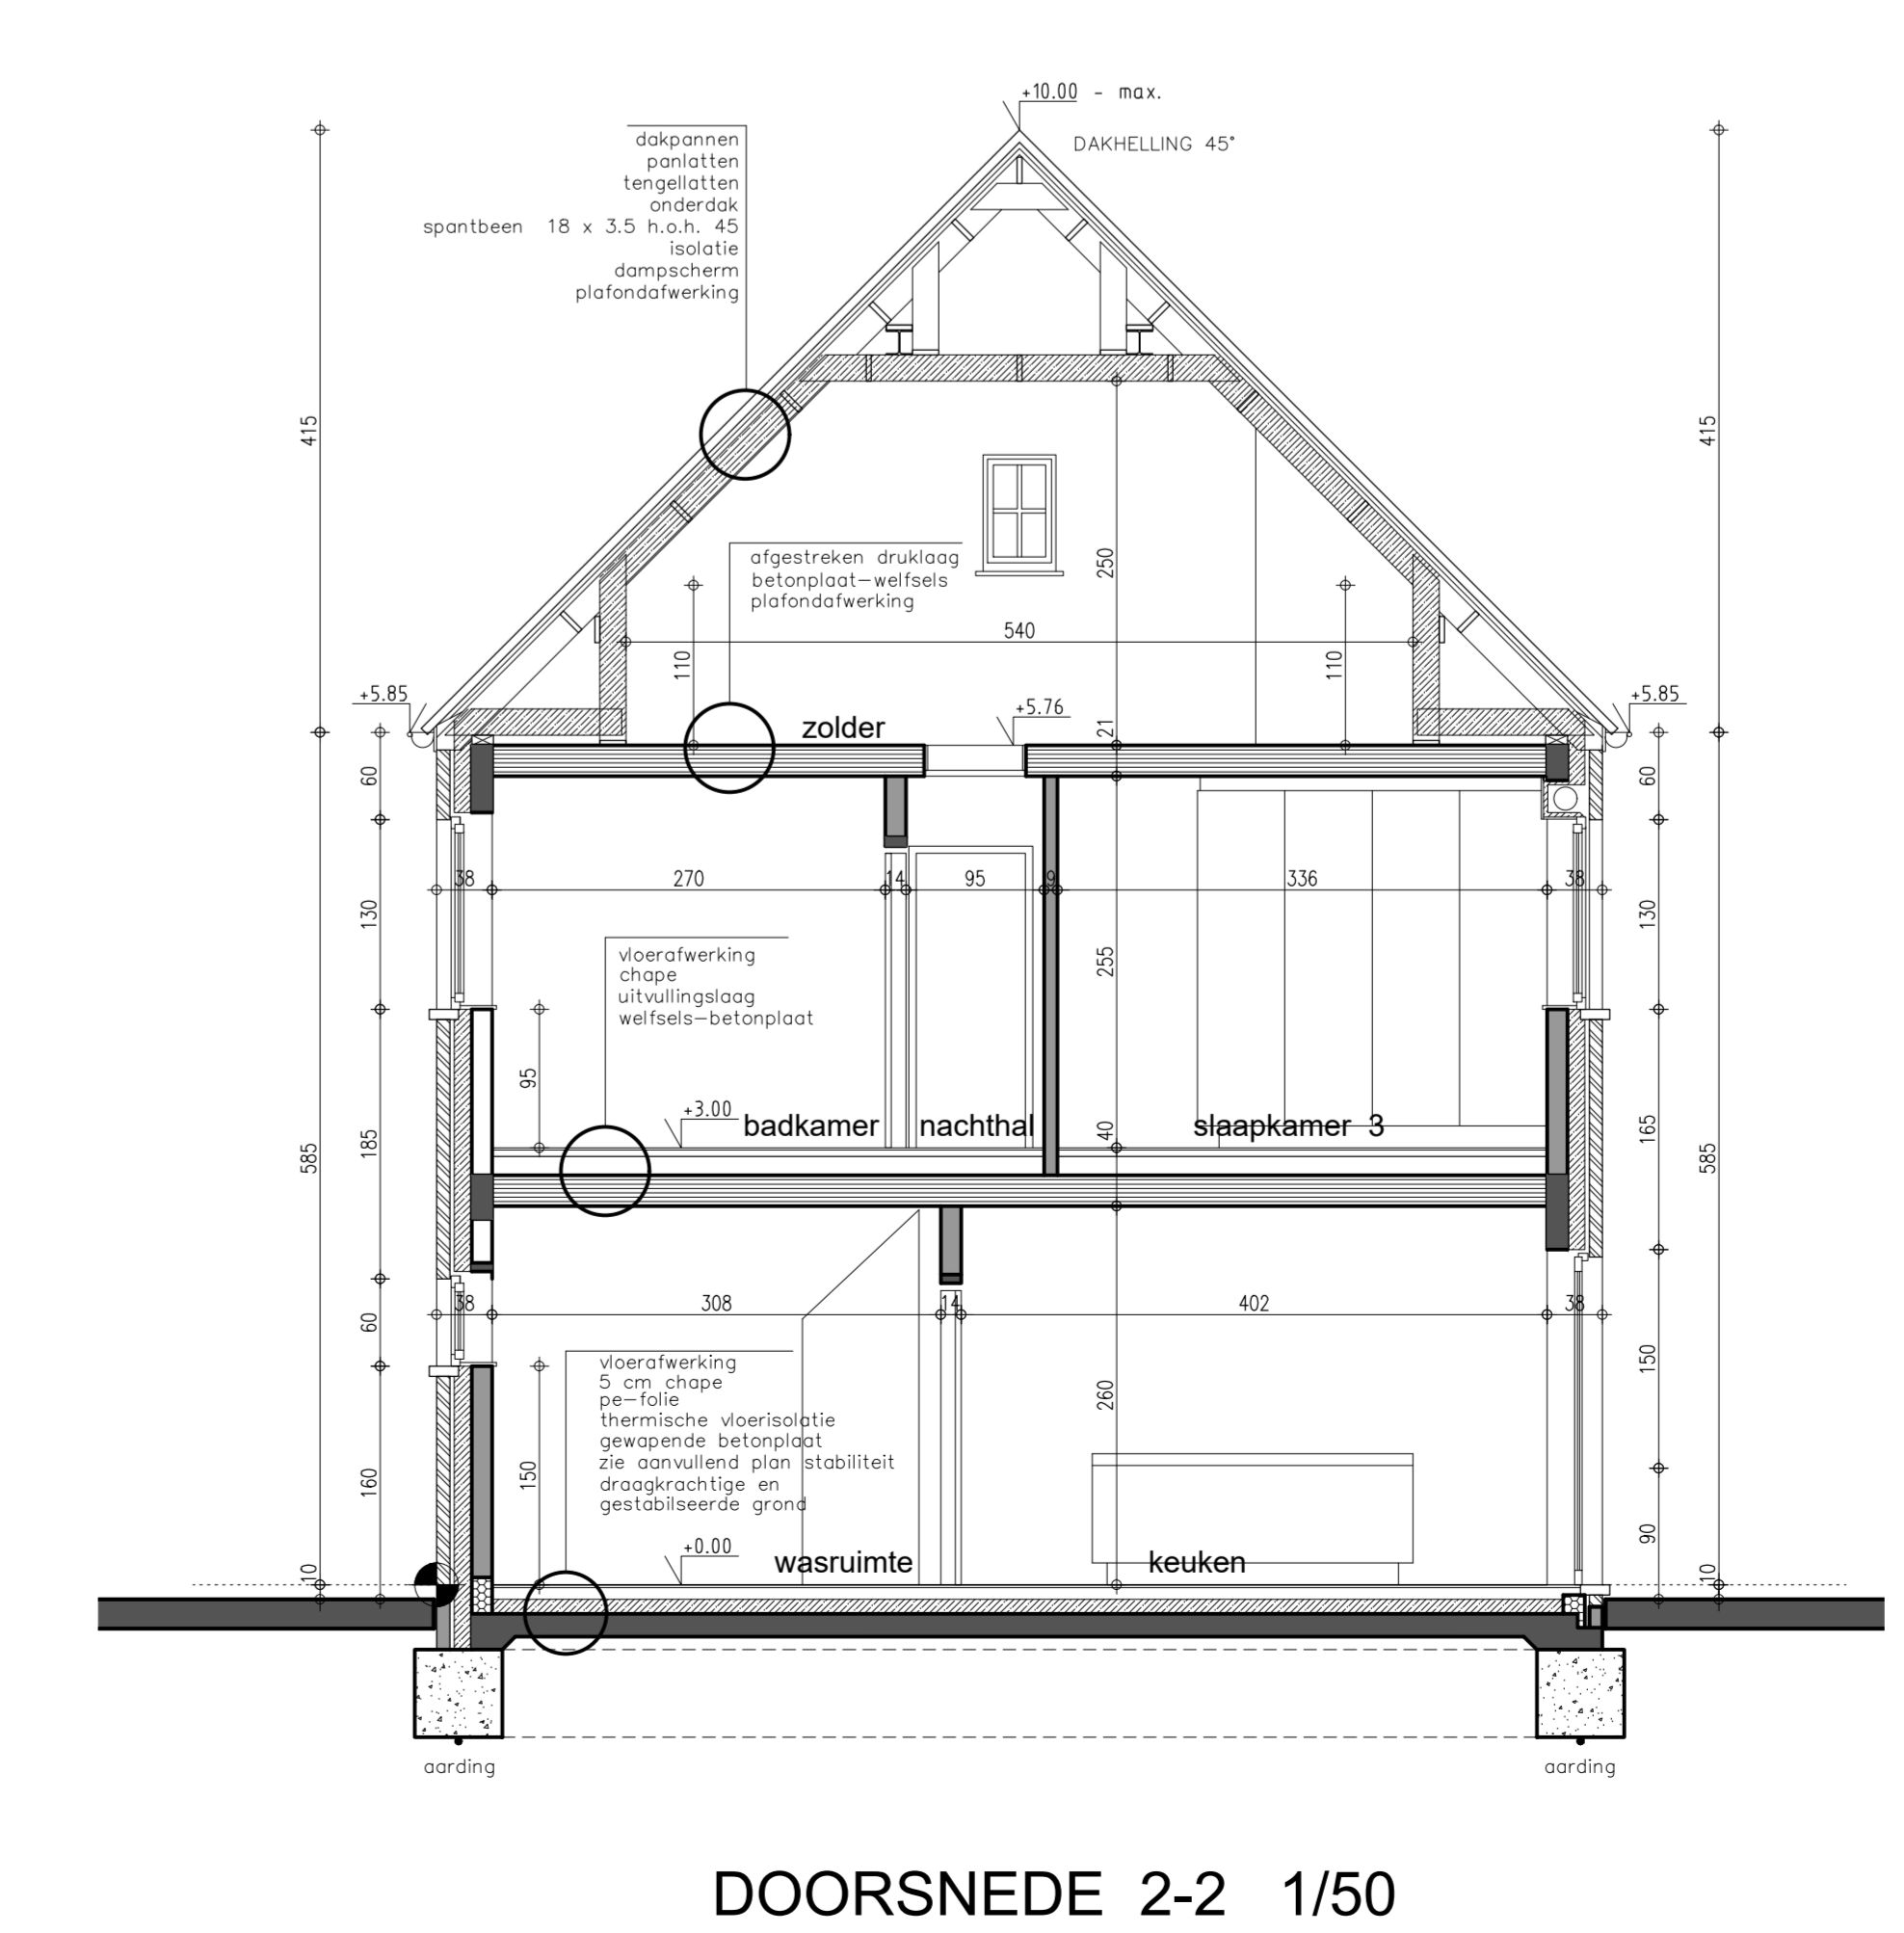 +10.00 - max.
DAKHELLING 45°
dakpannen
panlatten
tengellatten
onderdak
spantbeen 18 x 3.5 h.o.h. 45
isolatie
dampscherm
plafondafwerking
415
415
afgestreken druklaag
betonplaat-welfsels
plafondafwerking
250
540
110
110
+5.85
+5.85
zolder
+5.76
21
60
60
38
270
14
95
9
336
38
130
130
vloerafwerking
chape
uitvullingslaag
welfsels-betonplaat
255
95
+3.00
badkamer
nachthal
40
slaapkamer 3
585
185
165
585
38
308
14
402
38
60
150
vloerafwerking
5 cm chape
pe-folie
thermische vloerisolatie
gewapende betonplaat
zie aanvullend plan stabiliteit
draagkrachtige en
gestabilseerde grond
260
160
150
90
+0.00
wasruimte
keuken
10
10
aarding
aarding
DOORSNEDE 2-2 1/50